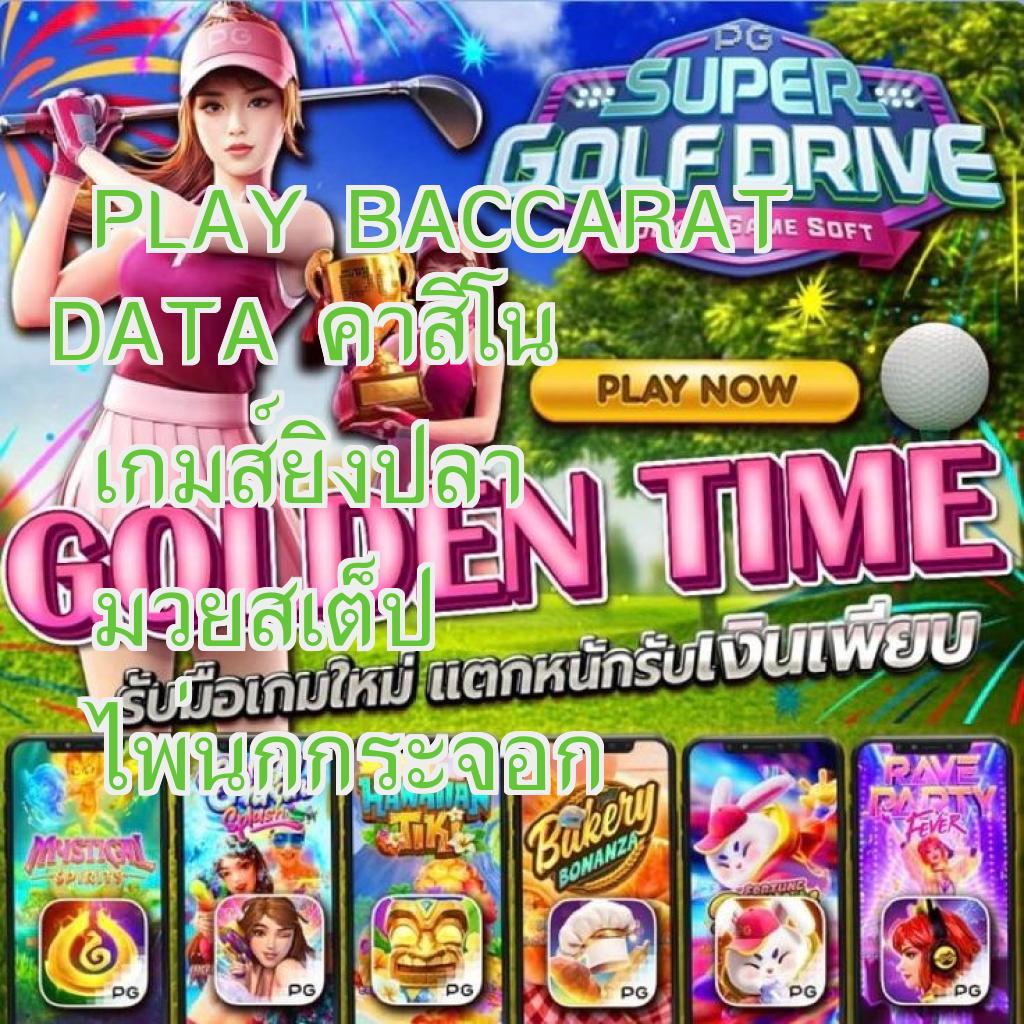 PG
PG
SUPER
GOLF DRIVE
GAME SOFT
PLAY BACCARAT
DATA คาสิโน
PLAY NOW
เกมส์ยิงปลา
GOLDEN TIME
มวยสเต็ป
รับมือเกมใหม่ แตกหนักรับเงินเพียบ
ไพ่นกกระจอก
MYSTICAL
SPIRITS
Splash
HAWAIIAN
TIKI
Bakery
BONANZA
FORTUNE
RAVE
PARTY
FEVER
PG
PG
PG
PG
PG
PG